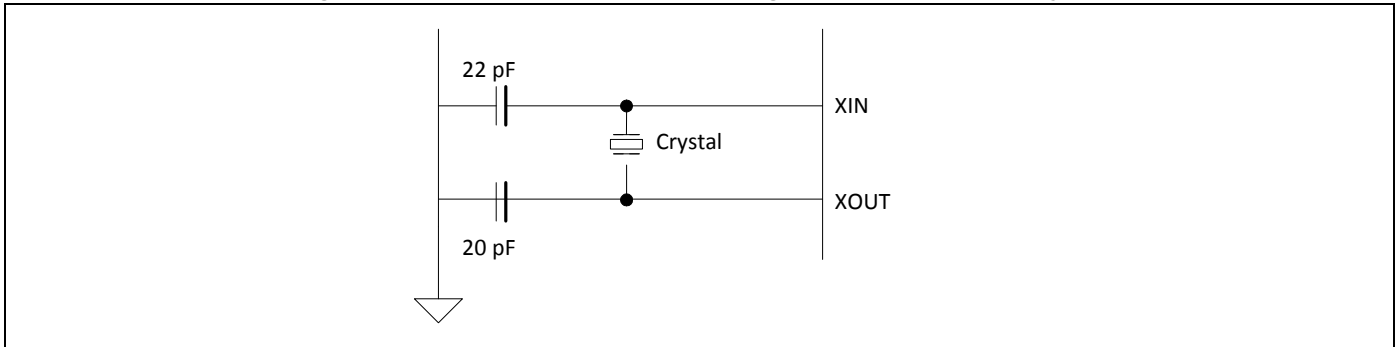 22 pF
XIN
Crystal
XOUT
20 pF